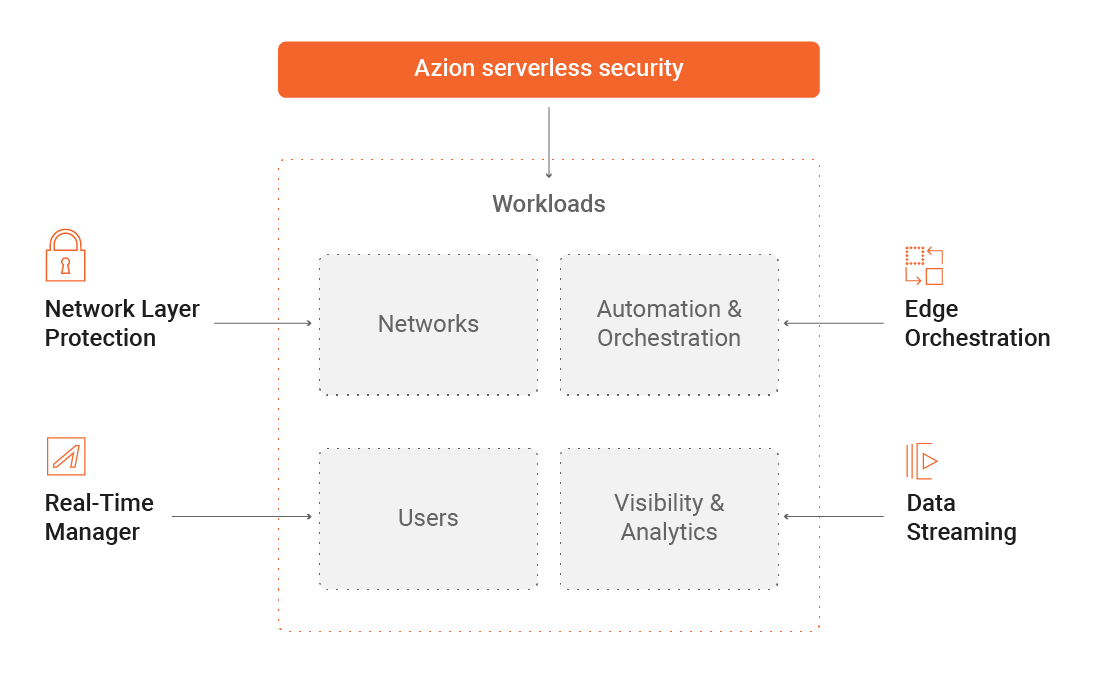 Azion serverless security
Workloads
Network Layer
Protection
Networks
Automation &
Orchestration
Edge
Orchestration
Real-Time
Manager
Users
Visibility &
Analytics
Data
Streaming